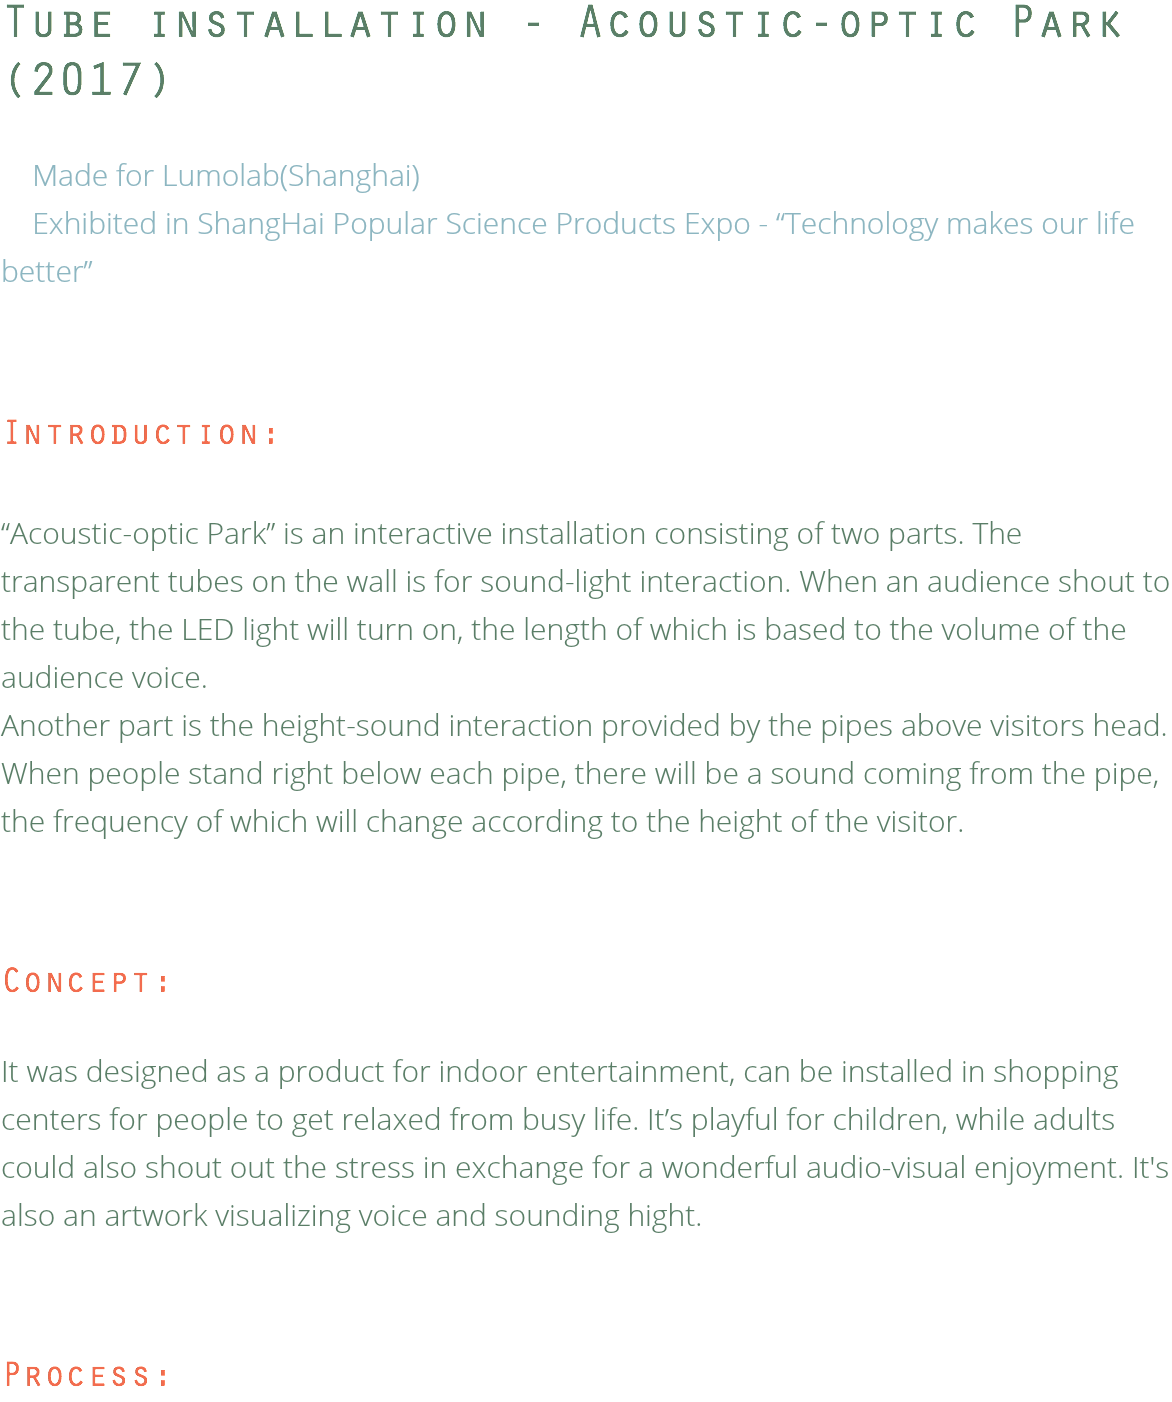 Tube installation - Acoustic-optic Park
(2017)
Made for Lumolab(Shanghai)
Exhibited in ShangHai Popular Science Products Expo - “Technology makes our life
better”
Introduction:
“Acoustic-optic Park” is an interactive installation consisting of two parts. The
transparent tubes on the wall is for sound-light interaction. When an audience shout to
the tube, the LED light will turn on, the length of which is based to the volume of the
audience voice.
Another part is the height-sound interaction provided by the pipes above visitors head.
When people stand right below each pipe, there will be a sound coming from the pipe,
the frequency of which will change according to the height of the visitor.
Concept:
It was designed as a product for indoor entertainment, can be installed in shopping
centers for people to get relaxed from busy life. It’s playful for children, while adults
could also shout out the stress in exchange for a wonderful audio-visual enjoyment. It's
also an artwork visualizing voice and sounding hight.
Process: